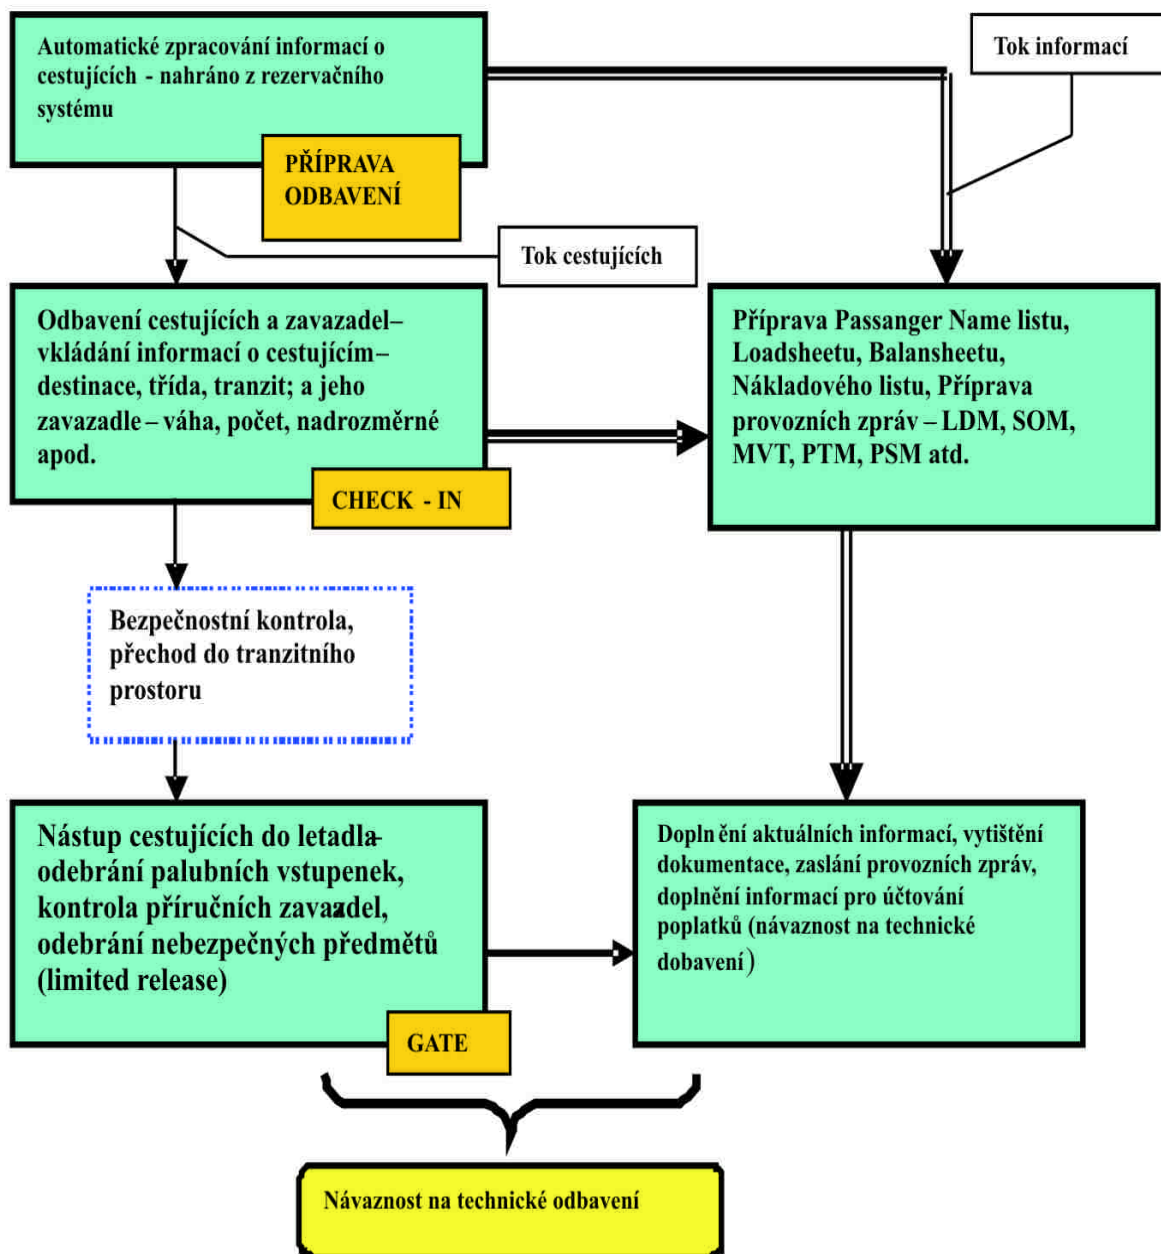 Automatické zpracování informací o
cestujících - nahráno z rezervačního
systému
PŘÍPRAVA
ODBAVENÍ
Tok informací
Tok cestujících
Odbavení cestujících a zavazadel–
vkládání informací o cestujícím–
destinace, třída, tranzit; a jeho
zavazadle – váha, počet, nadrozměrné
apod.
CHECK - IN
Příprava Passanger Name listu,
Loadsheetu, Balansheetu,
Nákladového listu, Příprava
provozních zpráv – LDM, SOM,
MVT, PTM, PSM atd.
Bezpečnostní kontrola,
přechod do tranzitního
prostoru
Nástup cestujících do letadla–
odebrání palubních vstupenek,
kontrola příručních zavazadel,
odebrání nebezpečných předmětů
(limited release)
GATE
Doplnění aktuálních informací, vytištění
dokumentace, zaslání provozních zpráv,
doplnění informací pro účtování
poplatků (návaznost na technické
dobavení)
Návaznost na technické odbavení